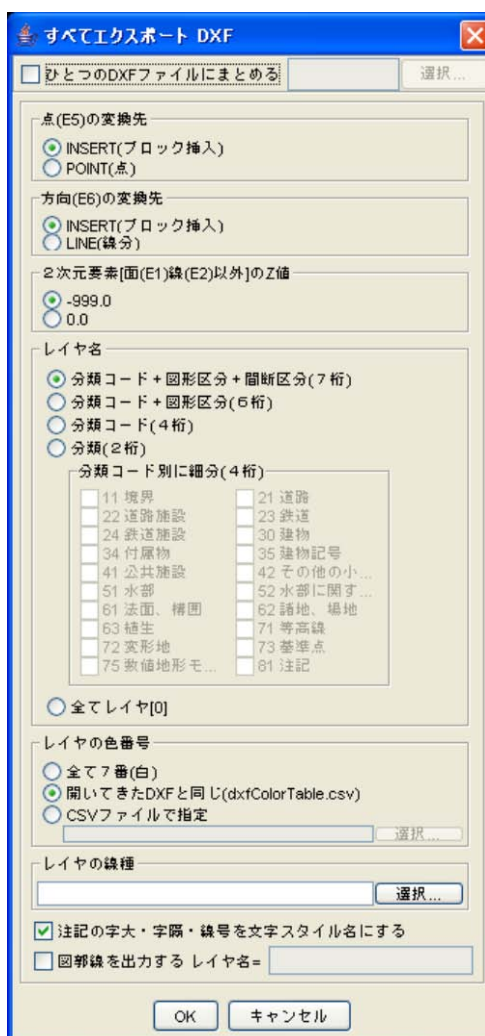 すべてエクスポート DXF
ひとつのDXFファイルにまとめる 選択...
点(E5)の変換先
INSERT(ブロック挿入)
POINT(点)
方向(E6)の変換先
INSERT(ブロック挿入)
LINE(線分)
２次元要素[面(E1)線(E2)以外]のZ値
-999.0
0.0
レイヤ名
分類コード＋図形区分＋間断区分(７桁)
分類コード＋図形区分(６桁)
分類コード(４桁)
分類(２桁)
分類コード別に細分(４桁)
11 境界 21 道路
22 道路施設 23 鉄道
24 鉄道施設 30 建物
34 付属物 35 建物記号
41 公共施設 42 その他の小...
51 水部 52 水部に関す...
61 法面、構囲 62 諸地、場地
63 植生 71 等高線
72 変形地 73 基準点
75 数値地形モ... 81 注記
全てレイヤ[0]
レイヤの色番号
全て７番(白)
開いてきたDXFと同じ(dxfColorTable.csv)
CSVファイルで指定
選択...
レイヤの線種
選択...
注記の字大・字隔・線号を文字スタイル名にする
図郭線を出力する レイヤ名=
OK キャンセル